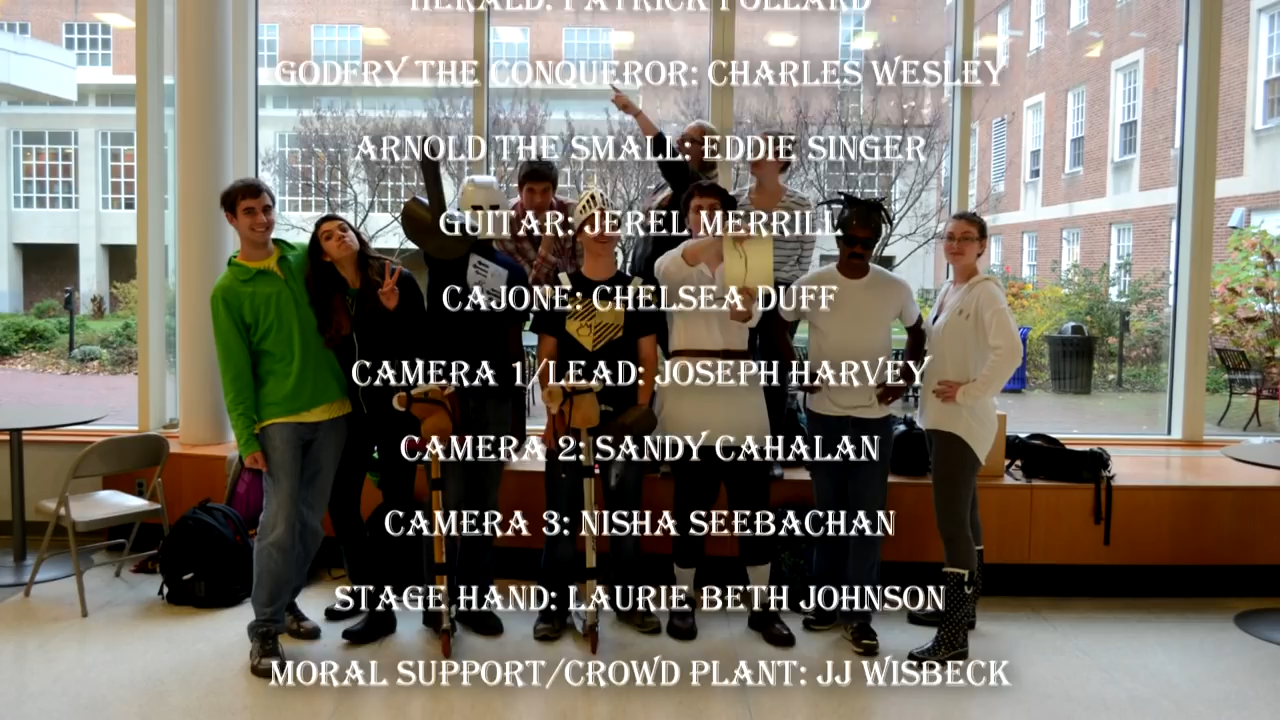 HERALD: PATRICK POLLARD
GODFRY THE CONQUEROR: CHARLES WESLEY
ARNOLD THE SMALL: EDDIE SINGER
GUITAR: JEREL MERRILL
CAJONE: CHELSEA DUFF
CAMERA 1/LEAD: JOSEPH HARVEY
CAMERA 2: SANDY CAHALAN
CAMERA 3: NISHA SEEBACHAN
STAGE HAND: LAURIE BETH JOHNSON
MORAL SUPPORT/CROWD PLANT: JJ WISBECK